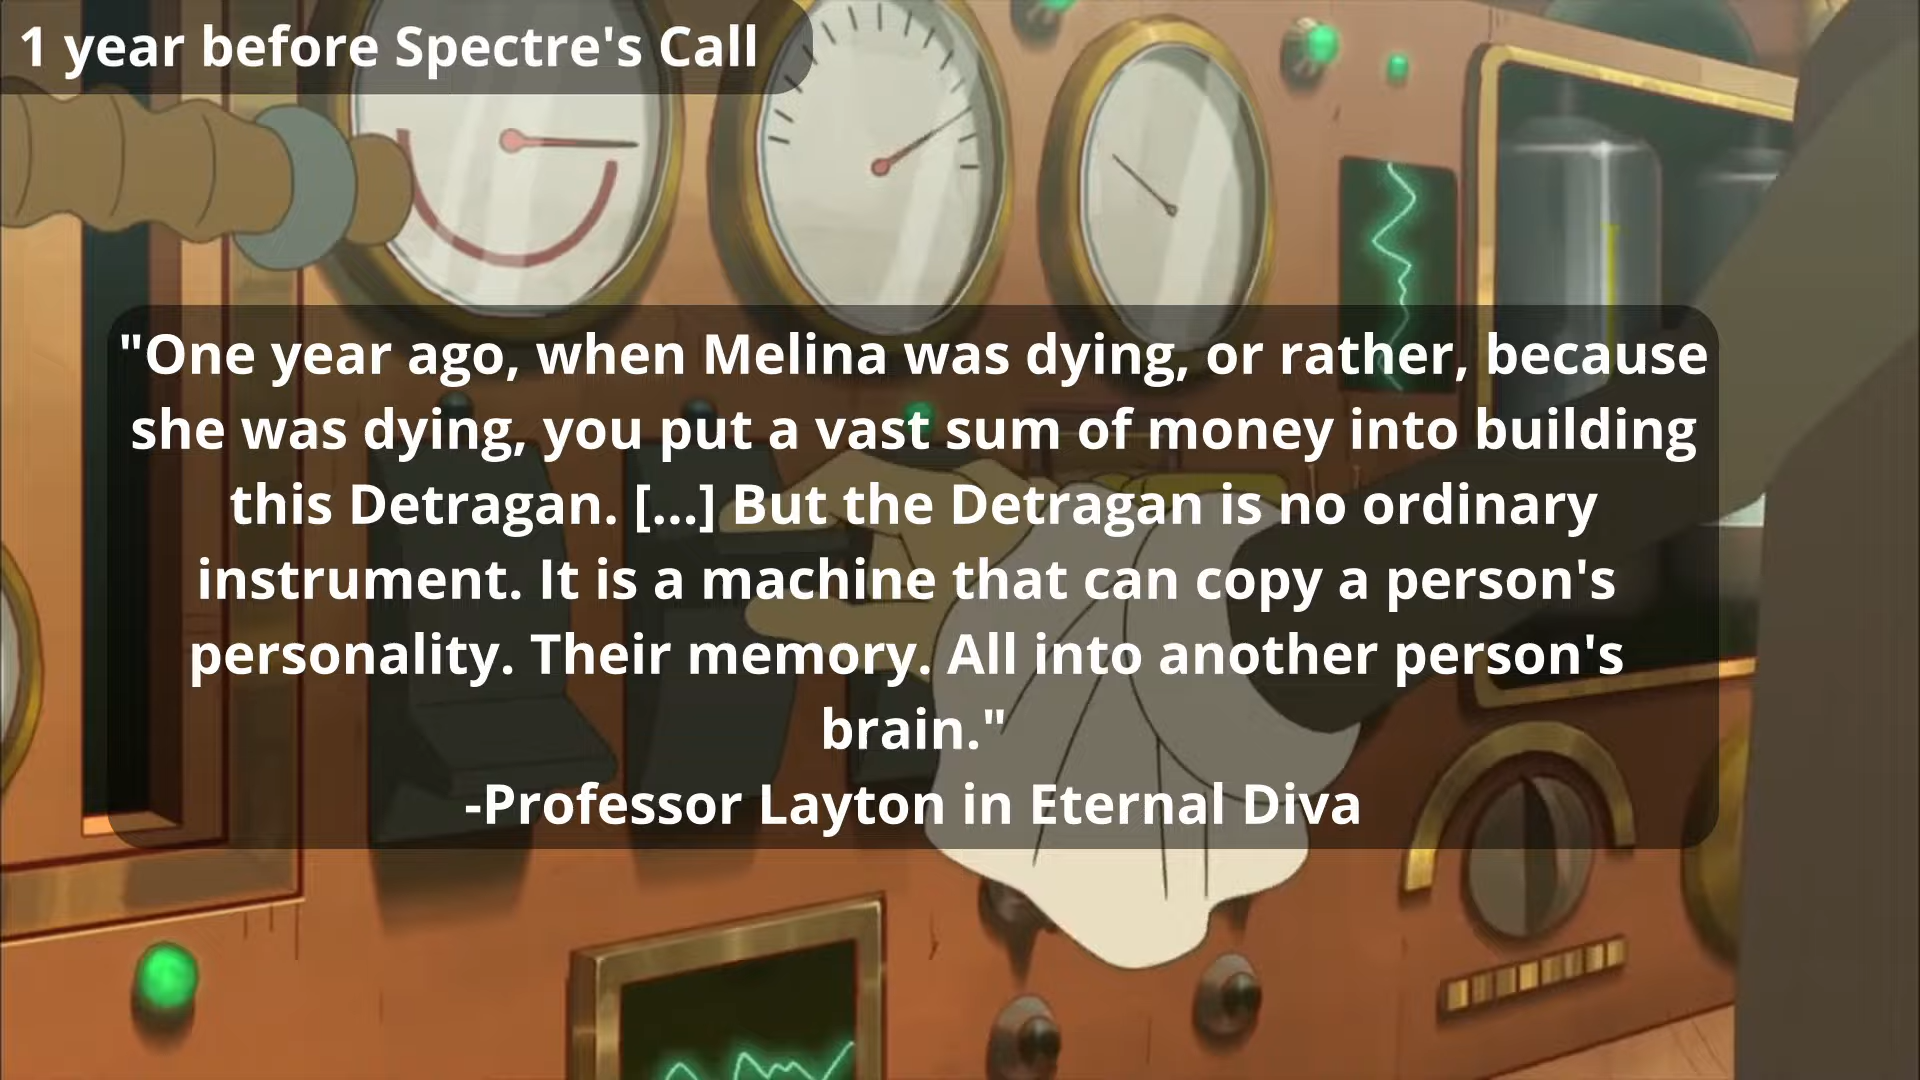 1 year before Spectre's Call
"One year ago, when Melina was dying, or rather, because
she was dying, you put a vast sum of money into building
this Detragan. [...] But the Detragan is no ordinary
instrument. It is a machine that can copy a person's
personality. Their memory. All into another person's
brain."
-Professor Layton in Eternal Diva